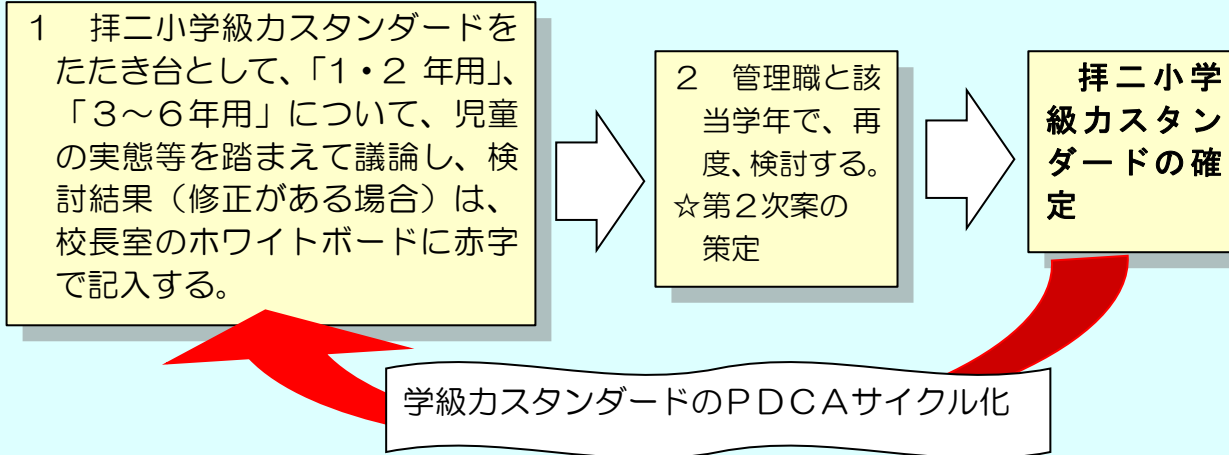 １　拝二小学級力スタンダードを
たたき台として、「１・２ 年用」、
「３～６年用」について、児童
の実態等を踏まえて議論し、検
討結果（修正がある場合）は、
校長室のホワイトボードに赤字
で記入する。
２　管理職と該
当学年で、再
度、検討する。
☆第２次案の
策定
拝二小学
級力スタン
ダードの確
定
学級力スタンダードのＰＤＣＡサイクル化